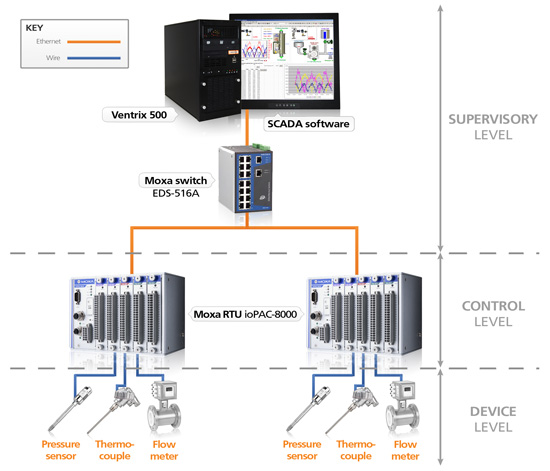 KEY
Ethernet
Wire
Ventrix 500
SCADA software
SUPERVISORY
LEVEL
Moxa switch
EDS-516A
Moxa RTU ioPAC-8000
CONTROL
LEVEL
Pressure
sensor
Thermo-
couple
Flow
meter
Pressure
sensor
Thermo-
couple
Flow
meter
DEVICE
LEVEL